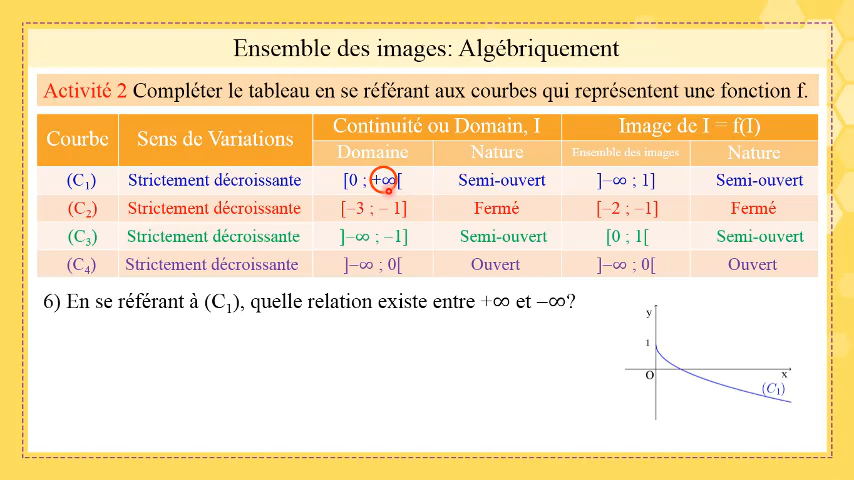 Ensemble des images: Algébriquement
Activité 2 Compléter le tableau en se référant aux courbes qui représentent une fonction f.
Courbe Sens de Variations Continuité ou Domain, I Image de I = f(I)
Domaine Nature Ensemble des images Nature
(C₁) Strictement décroissante [0 ; +∞[ Semi-ouvert ]−∞ ; 1] Semi-ouvert
(C₂) Strictement décroissante [−3 ; − 1] Fermé [−2 ; −1] Fermé
(C₃) Strictement décroissante ]−∞ ; −1] Semi-ouvert [0 ; 1[ Semi-ouvert
(C₄) Strictement décroissante ]−∞ ; 0[ Ouvert ]−∞ ; 0[ Ouvert
6) En se référant à (C₁), quelle relation existe entre +∞ et −∞?
y
1
O x
(C₁)